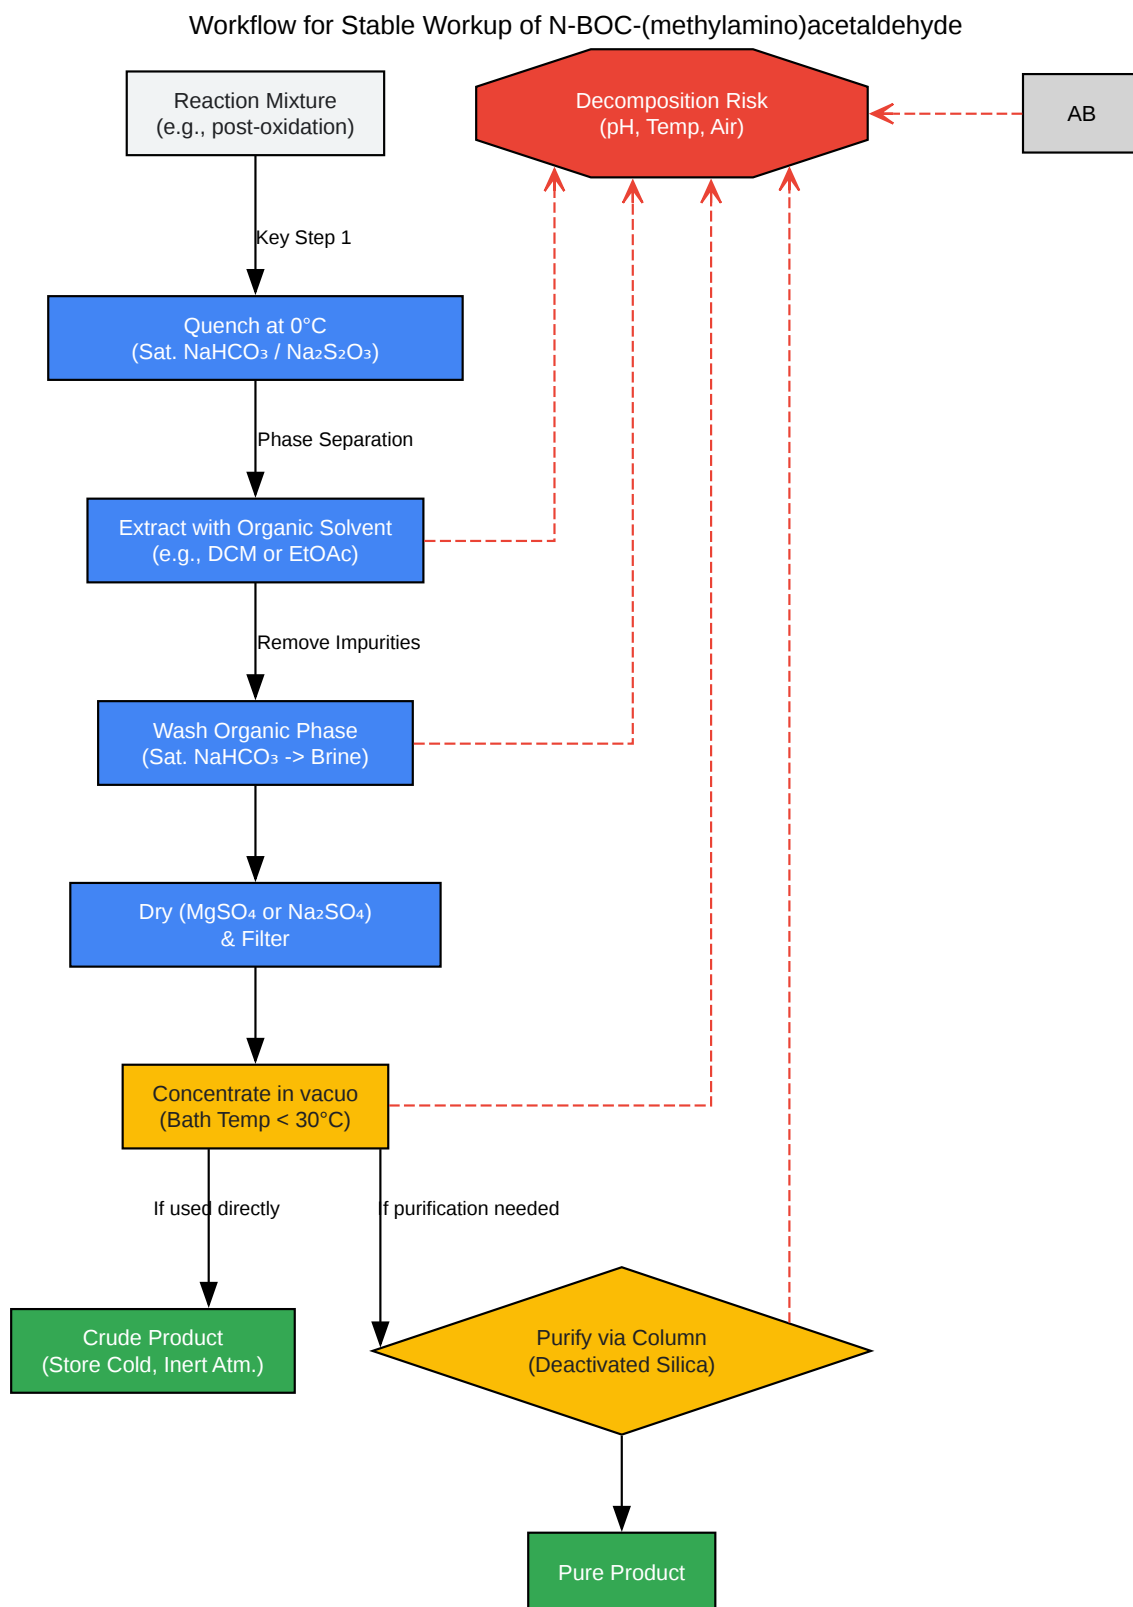 Workflow for Stable Workup of N-BOC-(methylamino)acetaldehyde
Reaction Mixture
(e.g., post-oxidation)
Decomposition Risk
(pH, Temp, Air)
AB
Key Step 1
Quench at 0°C
(Sat. NaHCO₃ / Na₂S₂O₃)
Phase Separation
Extract with Organic Solvent
(e.g., DCM or EtOAc)
Remove Impurities
Wash Organic Phase
(Sat. NaHCO₃ -> Brine)
Dry (MgSO₄ or Na₂SO₄)
& Filter
Concentrate in vacuo
(Bath Temp < 30°C)
If used directly
If purification needed
Crude Product
(Store Cold, Inert Atm.)
Purify via Column
(Deactivated Silica)
Pure Product